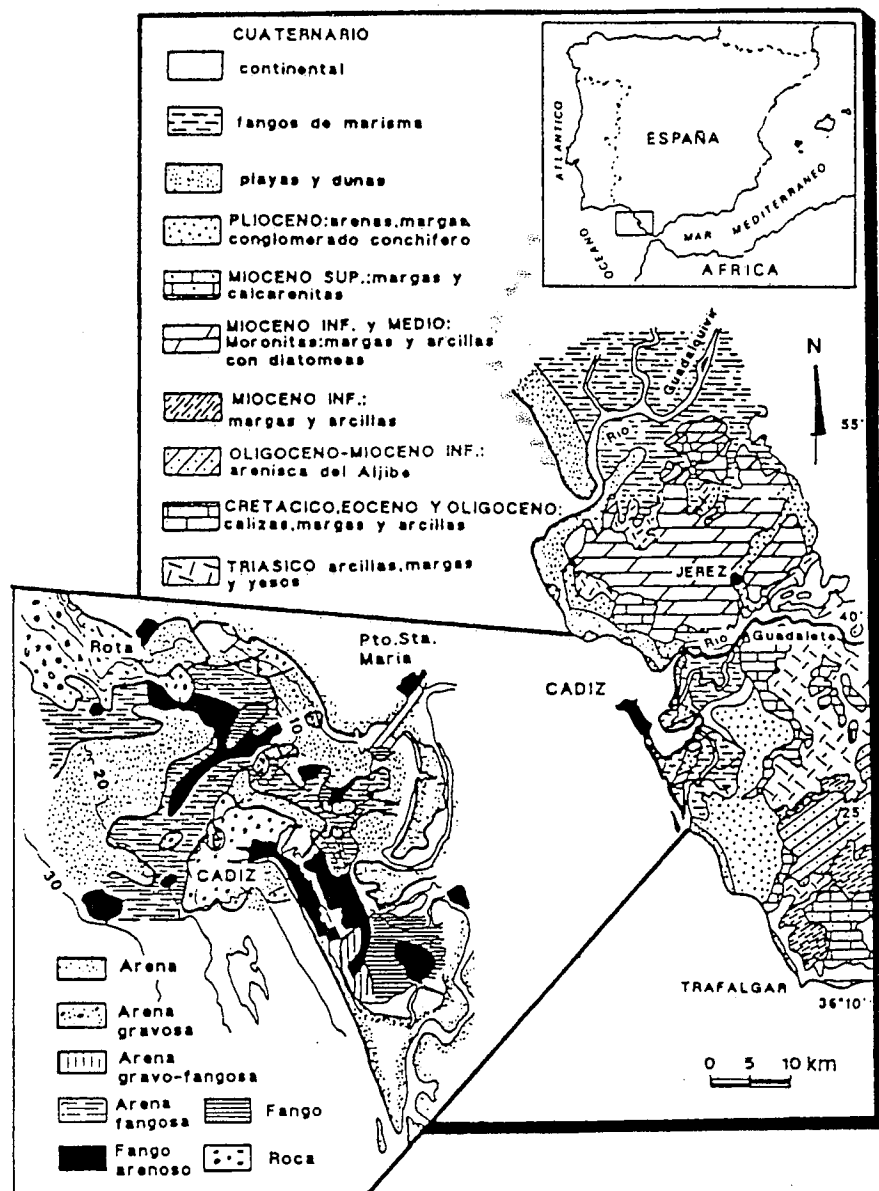 CUATERNARIO
continental
fangos de marisma
playas y dunas
PLIOCENO:arenas,margas,
conglomerado conchifero
MIOCENO SUP.:margas y
calcarenitas
MIOCENO INF. y MEDIO:
Moronitas:margas y arcillas
con diatomeas
MIOCENO INF.:
margas y arcillas
OLIGOCENO-MIOCENO INF.:
arenisca del Aljibe
CRETACICO,EOCENO Y OLIGOCENO:
calizas,margas y arcillas
TRIASICO arcillas,margas
y yesos
ATLANTICO
OCEANO
ESPAÑA
MAR MEDITERRANEO
AFRICA
N
Rio Guadalquivir
55'
JEREZ
40'
Rio Guadalete
CADIZ
25'
TRAFALGAR
36°10'
0 5 10 km
Rota
Pto.Sta.
Maria
10
20
30
CADIZ
Arena
Arena
gravosa
Arena
gravo-fangosa
Arena
fangosa
Fango
Fango
arenoso
Roca